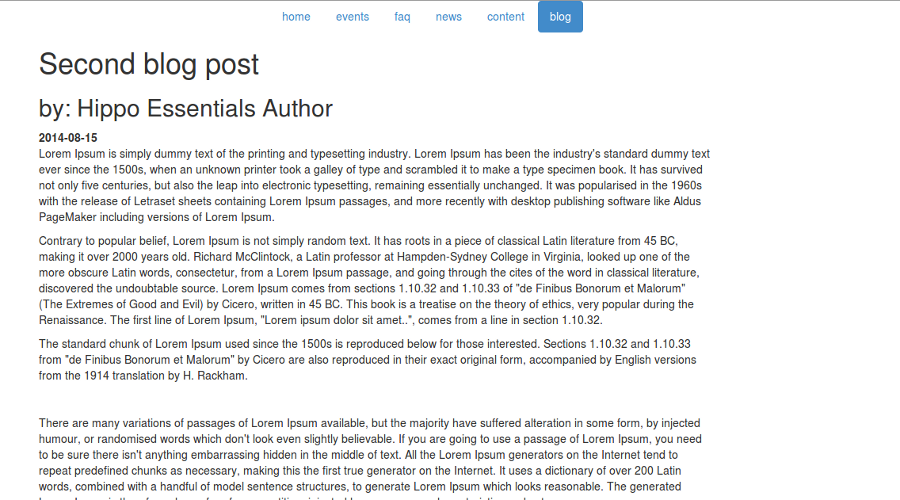 home events faq news content blog
Second blog post
by: Hippo Essentials Author
2014-08-15
Lorem Ipsum is simply dummy text of the printing and typesetting industry. Lorem Ipsum has been the industry's standard dummy text
ever since the 1500s, when an unknown printer took a galley of type and scrambled it to make a type specimen book. It has survived
not only five centuries, but also the leap into electronic typesetting, remaining essentially unchanged. It was popularised in the 1960s
with the release of Letraset sheets containing Lorem Ipsum passages, and more recently with desktop publishing software like Aldus
PageMaker including versions of Lorem Ipsum.
Contrary to popular belief, Lorem Ipsum is not simply random text. It has roots in a piece of classical Latin literature from 45 BC,
making it over 2000 years old. Richard McClintock, a Latin professor at Hampden-Sydney College in Virginia, looked up one of the
more obscure Latin words, consectetur, from a Lorem Ipsum passage, and going through the cites of the word in classical literature,
discovered the undoubtable source. Lorem Ipsum comes from sections 1.10.32 and 1.10.33 of "de Finibus Bonorum et Malorum"
(The Extremes of Good and Evil) by Cicero, written in 45 BC. This book is a treatise on the theory of ethics, very popular during the
Renaissance. The first line of Lorem Ipsum, "Lorem ipsum dolor sit amet..", comes from a line in section 1.10.32.
The standard chunk of Lorem Ipsum used since the 1500s is reproduced below for those interested. Sections 1.10.32 and 1.10.33
from "de Finibus Bonorum et Malorum" by Cicero are also reproduced in their exact original form, accompanied by English versions
from the 1914 translation by H. Rackham.
There are many variations of passages of Lorem Ipsum available, but the majority have suffered alteration in some form, by injected
humour, or randomised words which don't look even slightly believable. If you are going to use a passage of Lorem Ipsum, you need
to be sure there isn't anything embarrassing hidden in the middle of text. All the Lorem Ipsum generators on the Internet tend to
repeat predefined chunks as necessary, making this the first true generator on the Internet. It uses a dictionary of over 200 Latin
words, combined with a handful of model sentence structures, to generate Lorem Ipsum which looks reasonable. The generated